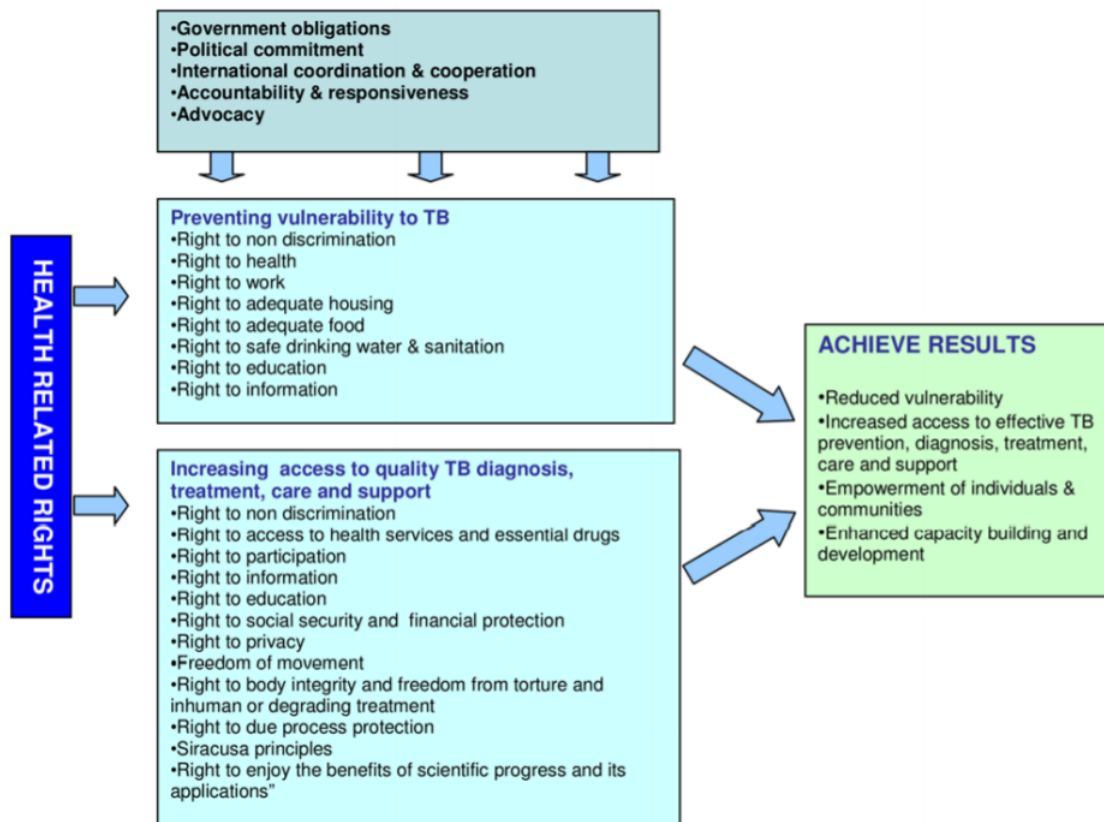 •Government obligations
•Political commitment
•International coordination & cooperation
•Accountability & responsiveness
•Advocacy
HEALTH RELATED RIGHTS
Preventing vulnerability to TB
•Right to non discrimination
•Right to health
•Right to work
•Right to adequate housing
•Right to adequate food
•Right to safe drinking water & sanitation
•Right to education
•Right to information
Increasing access to quality TB diagnosis,
treatment, care and support
•Right to non discrimination
•Right to access to health services and essential drugs
•Right to participation
•Right to information
•Right to education
•Right to social security and financial protection
•Right to privacy
•Freedom of movement
•Right to body integrity and freedom from torture and
inhuman or degrading treatment
•Right to due process protection
•Siracusa principles
•Right to enjoy the benefits of scientific progress and its
applications”
ACHIEVE RESULTS
•Reduced vulnerability
•Increased access to effective TB
prevention, diagnosis, treatment,
care and support
•Empowerment of individuals &
communities
•Enhanced capacity building and
development